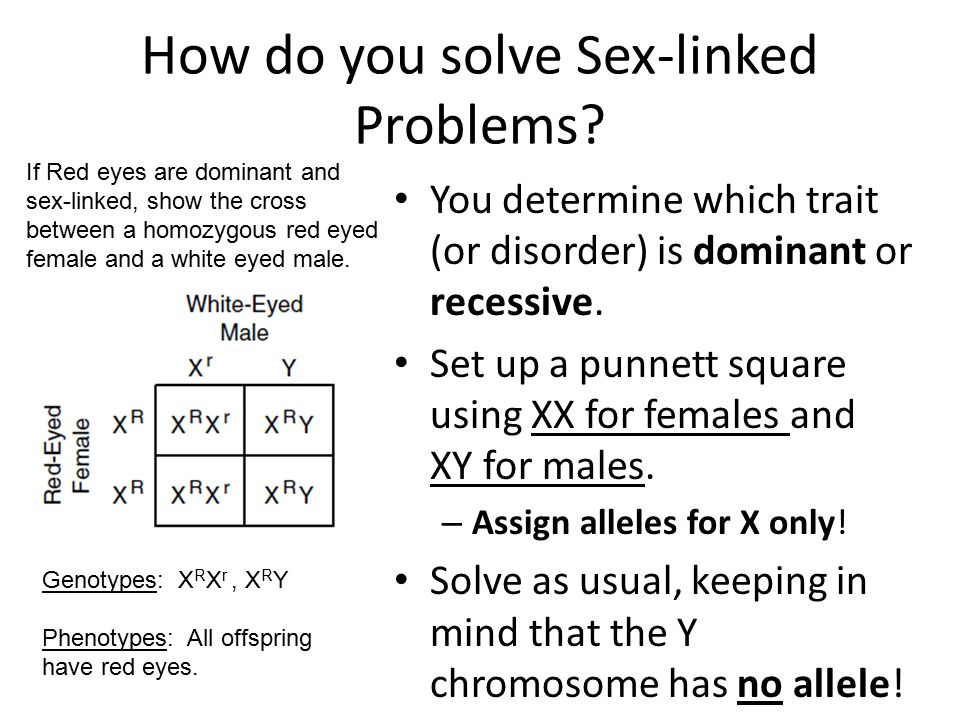 How do you solve Sex-linked
Problems?
If Red eyes are dominant and
sex-linked, show the cross
between a homozygous red eyed
female and a white eyed male.
White-Eyed
Male
X^r Y
Red-Eyed
Female
X^R X^RX^r X^RY
X^R X^RX^r X^RY
Genotypes: X^RX^r , X^RY
Phenotypes: All offspring
have red eyes.
• You determine which trait
(or disorder) is dominant or
recessive.
• Set up a punnett square
using XX for females and
XY for males.
– Assign alleles for X only!
• Solve as usual, keeping in
mind that the Y
chromosome has no allele!